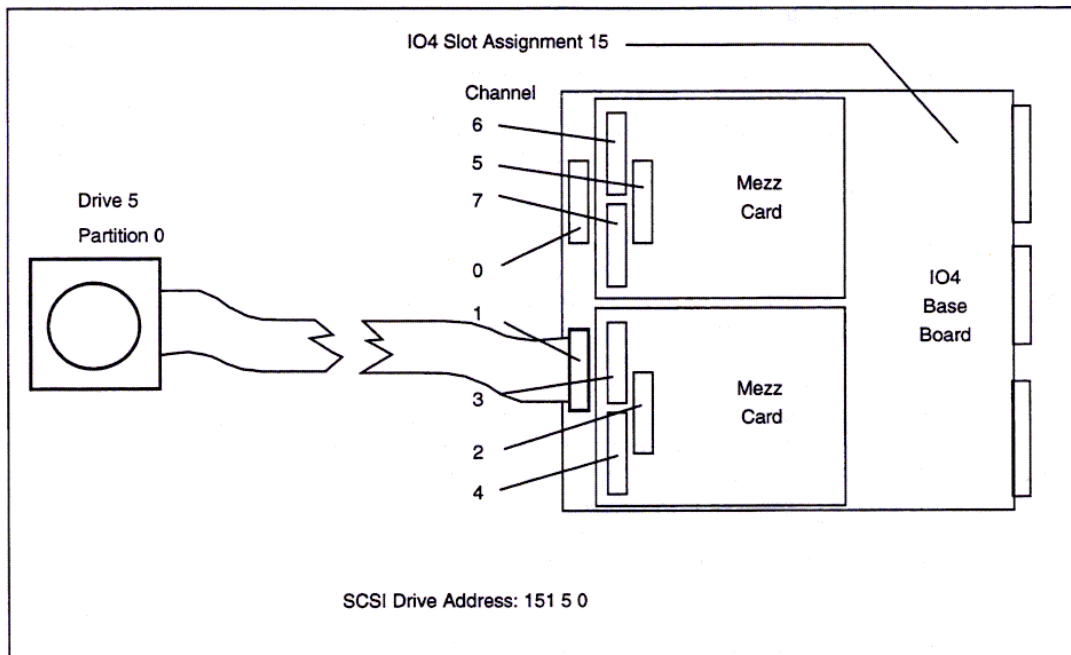 IO4 Slot Assignment 15
Channel
6
5
7
0
1
3
2
4
Drive 5
Partition 0
Mezz
Card
Mezz
Card
IO4
Base
Board
SCSI Drive Address: 151 5 0